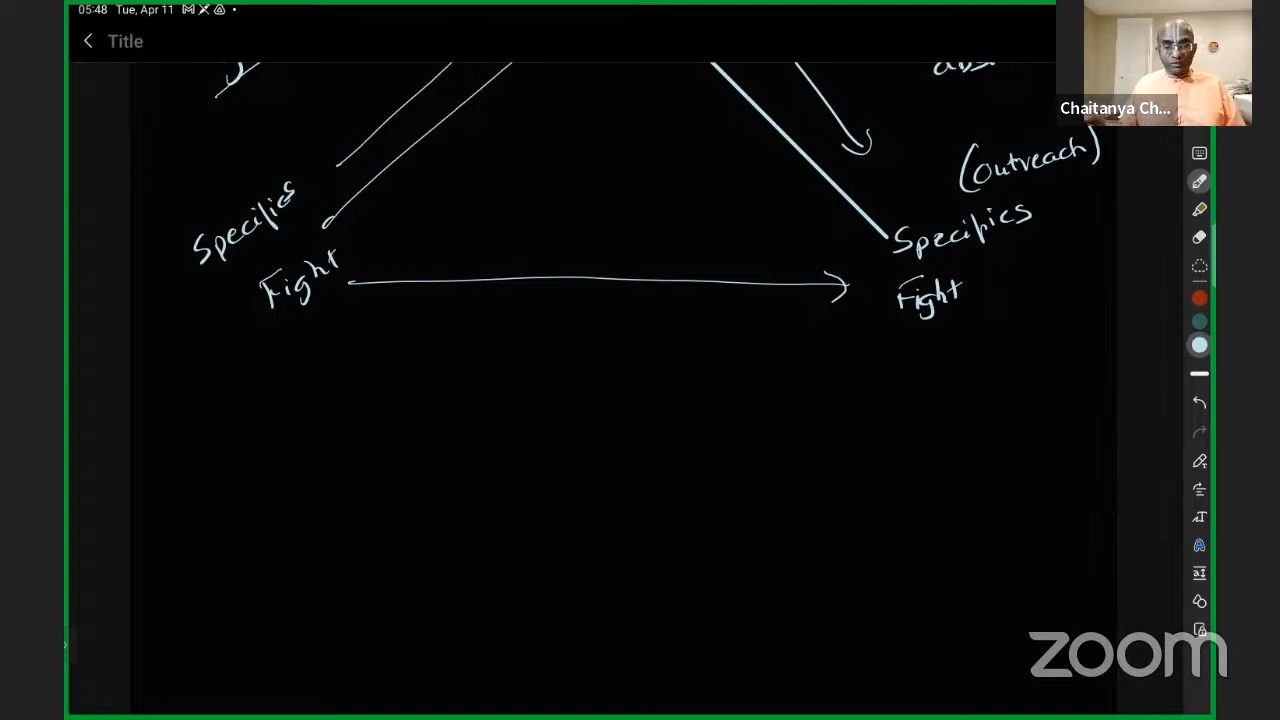 05:48 Tue, Apr 11
Title
Chaitanya Ch...
(Outreach)
Specifics
Specifics
Fight
Fight
zoom